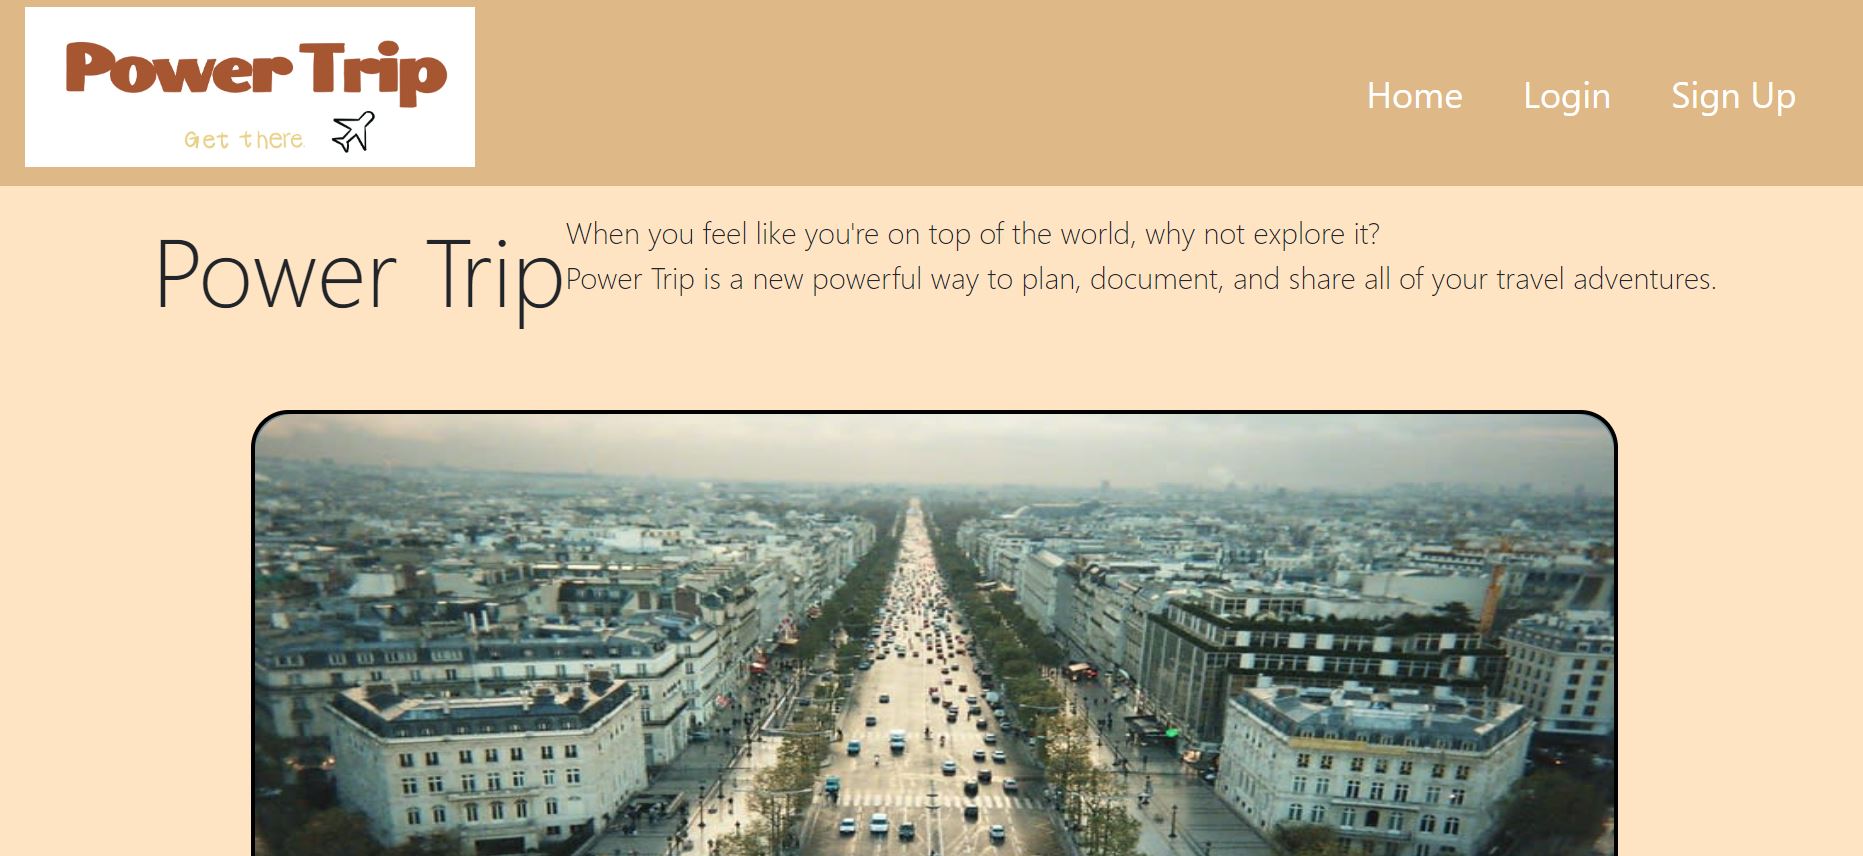 Power Trip
Get there.
Home Login Sign Up
Power Trip
When you feel like you're on top of the world, why not explore it?
Power Trip is a new powerful way to plan, document, and share all of your travel adventures.